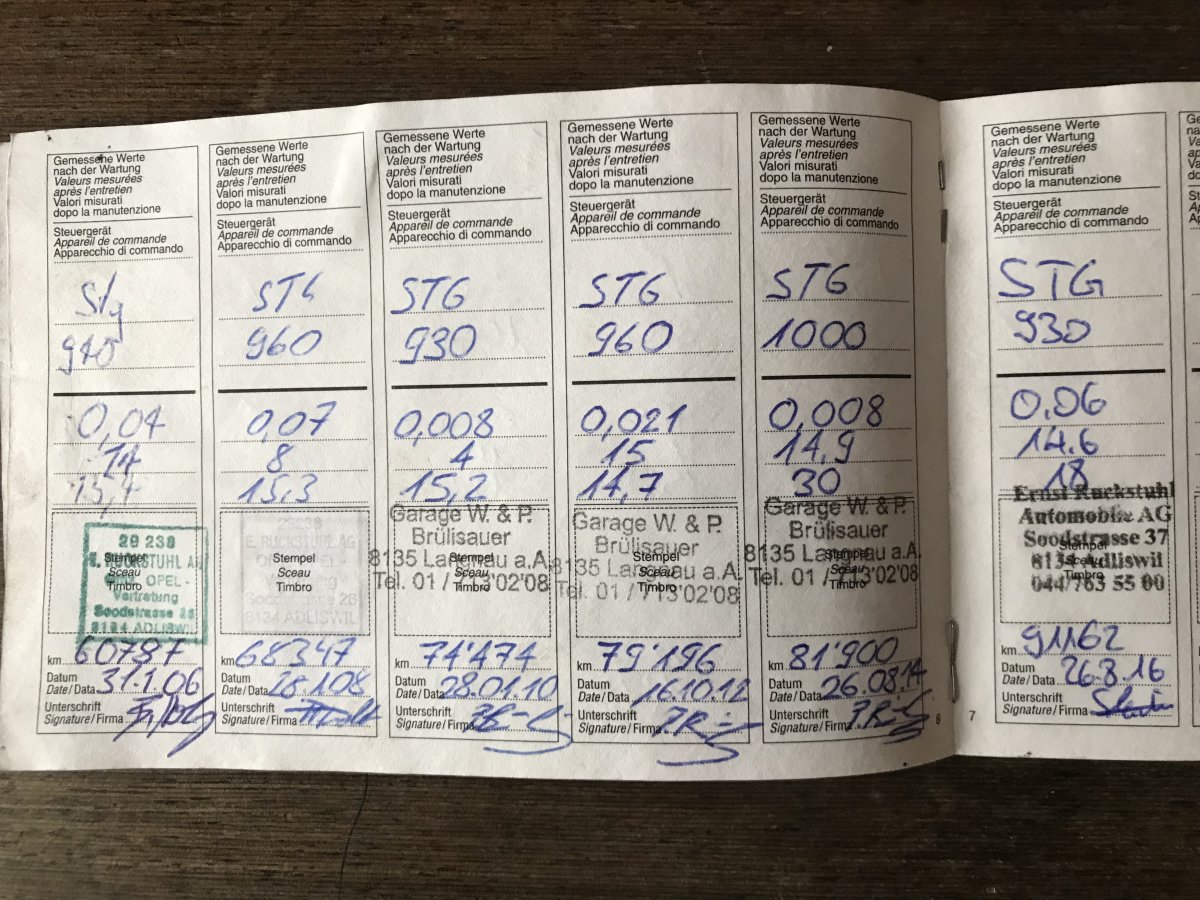 Gemessene Werte
nach der Wartung
Valeurs mesurées
après l'entretien
Valori misurati
dopo la manutenzione
Steuergerät
Appareil de commande
Apparecchio di commando
Stg
940
0,04
14
20 238
E. RUCKSTUHL AG
OPEL -
Vertretung
Soodstrasse
8134 ADLISWIL
Stempel
Sceau
Timbro
km 60787
Datum
Date/Data 31.1.06
Unterschrift
Signature/Firma
Gemessene Werte
nach der Wartung
Valeurs mesurées
après l'entretien
Valori misurati
dopo la manutenzione
Steuergerät
Appareil de commande
Apparecchio di commando
STG
960
0,07
8
15,3
20238
E. RUCKSTUHL AG
Soodstrasse 26
8134 ADLISWIL
Stempel
Sceau
Timbro
km 68347
Datum
Date/Data 28.1.08
Unterschrift
Signature/Firma
Gemessene Werte
nach der Wartung
Valeurs mesurées
après l'entretien
Valori misurati
dopo la manutenzione
Steuergerät
Appareil de commande
Apparecchio di commando
STG
930
0,008
4
15,2
Garage W. & P.
Brülisauer
8135 Langnau a.A.
Tel. 01 / 713'02'08
Stempel
Sceau
Timbro
km 74'474
Datum
Date/Data 28.01.10
Unterschrift
Signature/Firma
Gemessene Werte
nach der Wartung
Valeurs mesurées
après l'entretien
Valori misurati
dopo la manutenzione
Steuergerät
Appareil de commande
Apparecchio di commando
STG
960
0,021
15
14,7
Garage W. & P.
Brülisauer
8135 Langnau a.A.
Tel. 01 / 713'02'08
Stempel
Sceau
Timbro
km 79'196
Datum
Date/Data 16.10.12
Unterschrift
Signature/Firma
Gemessene Werte
nach der Wartung
Valeurs mesurées
après l'entretien
Valori misurati
dopo la manutenzione
Steuergerät
Appareil de commande
Apparecchio di commando
STG
1000
0,008
14,9
30
Garage W. & P.
Brülisauer
8135 Langnau a.A.
Tel. 01 / 713'02'08
Stempel
Sceau
Timbro
km 81'900
Datum
Date/Data 26.08.14
Unterschrift
Signature/Firma
6
7
Gemessene Werte
nach der Wartung
Valeurs mesurées
après l'entretien
Valori misurati
dopo la manutenzione
Steuergerät
Appareil de commande
Apparecchio di commando
STG
930
0.06
14.6
18
Ernst Ruckstuhl
Automobile AG
Soodstrasse 37
8134 Adliswil
044/763 55 00
Stempel
Sceau
Timbro
km 91162
Datum
Date/Data 26.8.16
Unterschrift
Signature/Firma